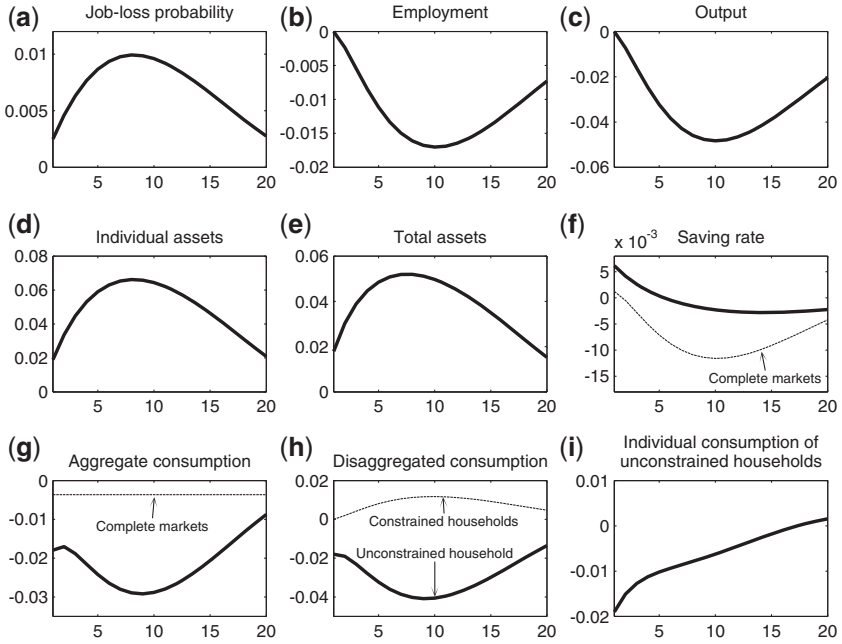 (a) Job-loss probability
0.01
0.005
0
5 10 15 20
(b) Employment
0
-0.005
-0.01
-0.015
-0.02
5 10 15 20
(c) Output
0
-0.02
-0.04
-0.06
5 10 15 20
(d) Individual assets
0.08
0.06
0.04
0.02
0
5 10 15 20
(e) Total assets
0.06
0.04
0.02
0
5 10 15 20
(f) Saving rate
x 10-3
5
0
-5
-10
-15
Complete markets
5 10 15 20
(g) Aggregate consumption
0
-0.01
-0.02
-0.03
Complete markets
5 10 15 20
(h) Disaggregated consumption
0.02
0
-0.02
-0.04
Constrained households
Unconstrained household
5 10 15 20
(i) Individual consumption of
unconstrained households
0.01
0
-0.01
-0.02
5 10 15 20